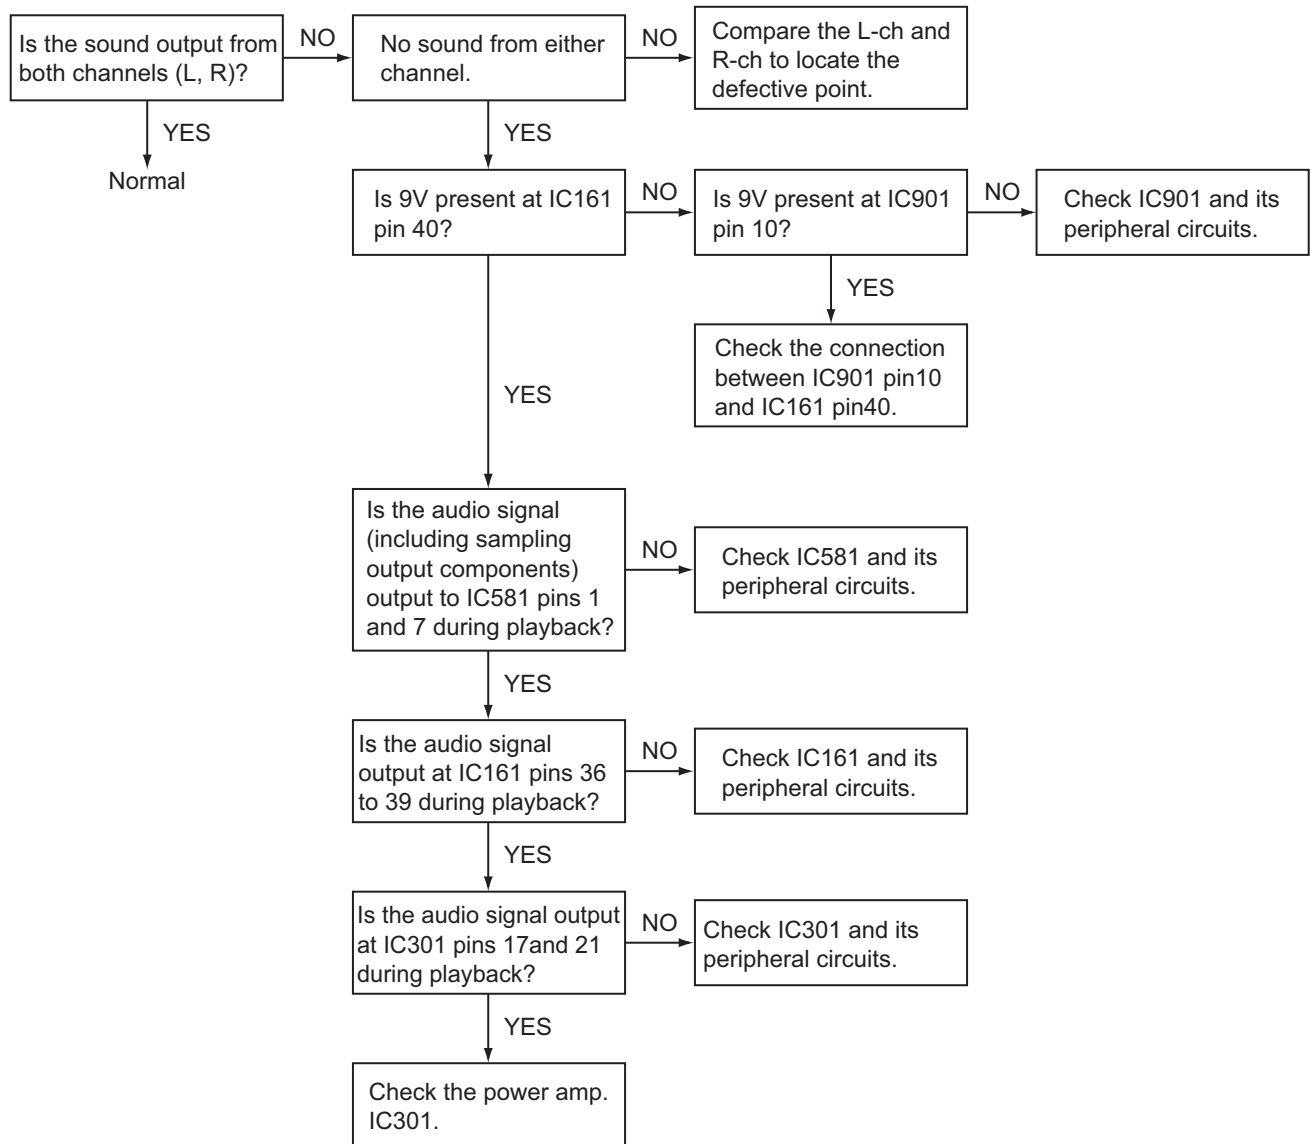 Is the sound output from
both channels (L, R)?
NO
No sound from either
channel.
NO
Compare the L-ch and
R-ch to locate the
defective point.
YES
Normal
YES
Is 9V present at IC161
pin 40?
NO
Is 9V present at IC901
pin 10?
NO
Check IC901 and its
peripheral circuits.
YES
Check the connection
between IC901 pin10
and IC161 pin40.
YES
Is the audio signal
(including sampling
output components)
output to IC581 pins 1
and 7 during playback?
NO
Check IC581 and its
peripheral circuits.
YES
Is the audio signal
output at IC161 pins 36
to 39 during playback?
NO
Check IC161 and its
peripheral circuits.
YES
Is the audio signal output
at IC301 pins 17and 21
during playback?
NO
Check IC301 and its
peripheral circuits.
YES
Check the power amp.
IC301.